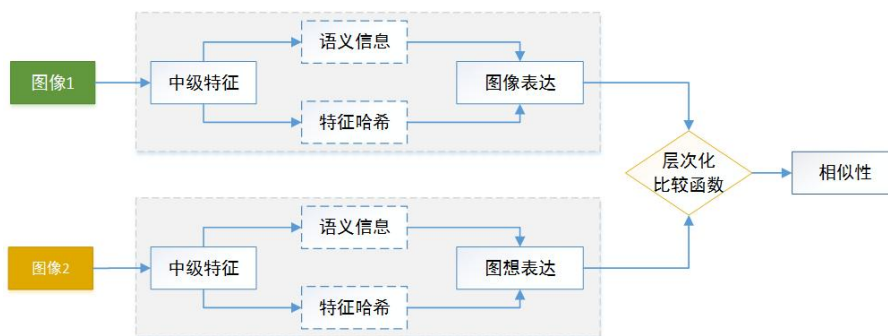 语义信息
图像1
中级特征
图像表达
特征哈希
层次化
比较函数
相似性
语义信息
图像2
中级特征
图想表达
特征哈希